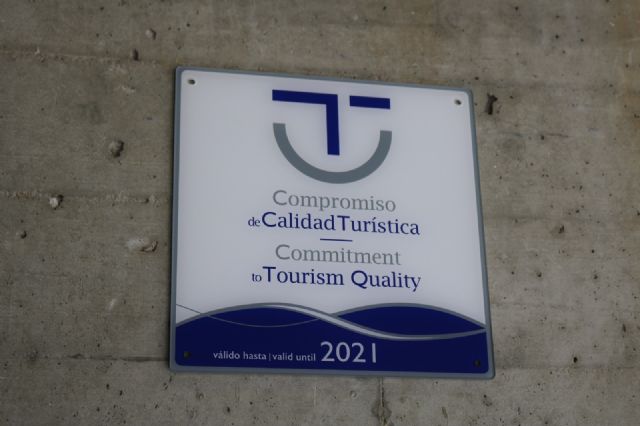 Compromiso
de Calidad Turística
Commitment
to Tourism Quality
válido hasta | valid until 2021